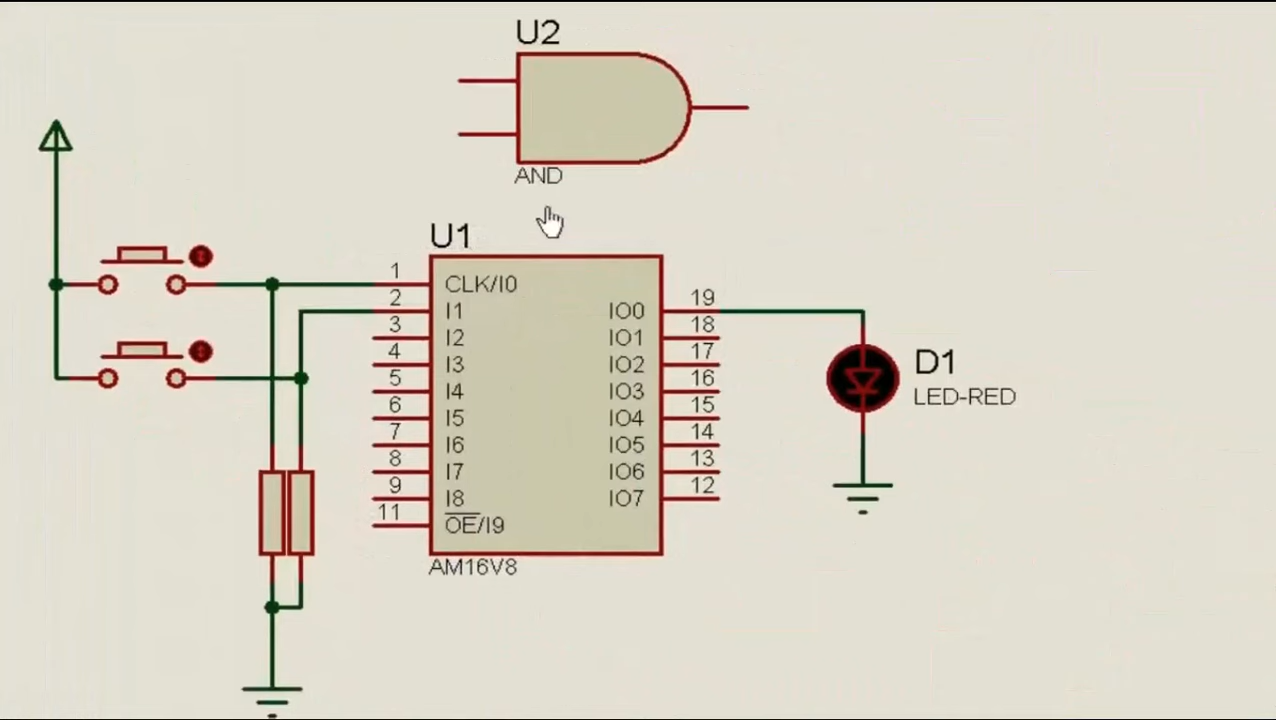 U2
AND
U1
1 CLK/I0
2 I1
3 I2
4 I3
5 I4
6 I5
7 I6
8 I7
9 I8
11 OE/I9
IO0 19
IO1 18
IO2 17
IO3 16
IO4 15
IO5 14
IO6 13
IO7 12
AM16V8
D1
LED-RED